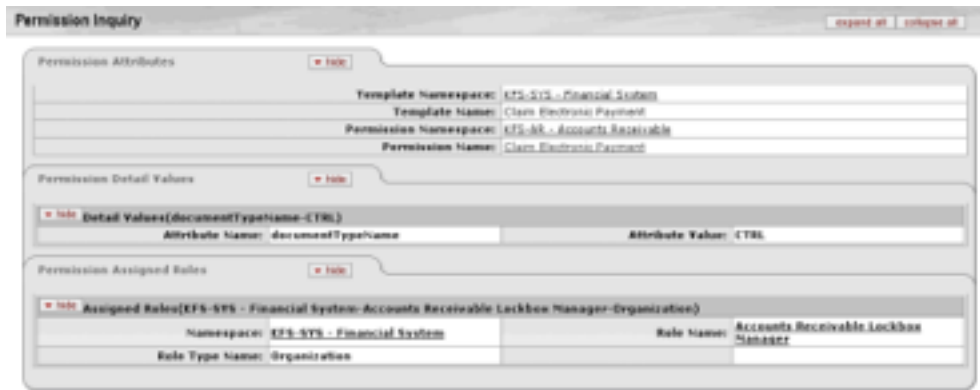 Permission Inquiry
expand all collapse all
Permission Attributes
hide
Template Namespace: KFS-SYS - Financial System
Template Name: Claim Electronic Payment
Permission Namespace: KFS-AR - Accounts Receivable
Permission Name: Claim Electronic Payment
Permission Detail Values
hide
hide Detail Values(documentTypeName-CTRL)
Attribute Name: documentTypeName Attribute Value: CTRL
Permission Assigned Roles
hide
hide Assigned Roles(KFS-SYS - Financial System-Accounts Receivable Lockbox Manager-Organization)
Namespace: KFS-SYS - Financial System Role Name: Accounts Receivable Lockbox
Manager
Role Type Name: Organization